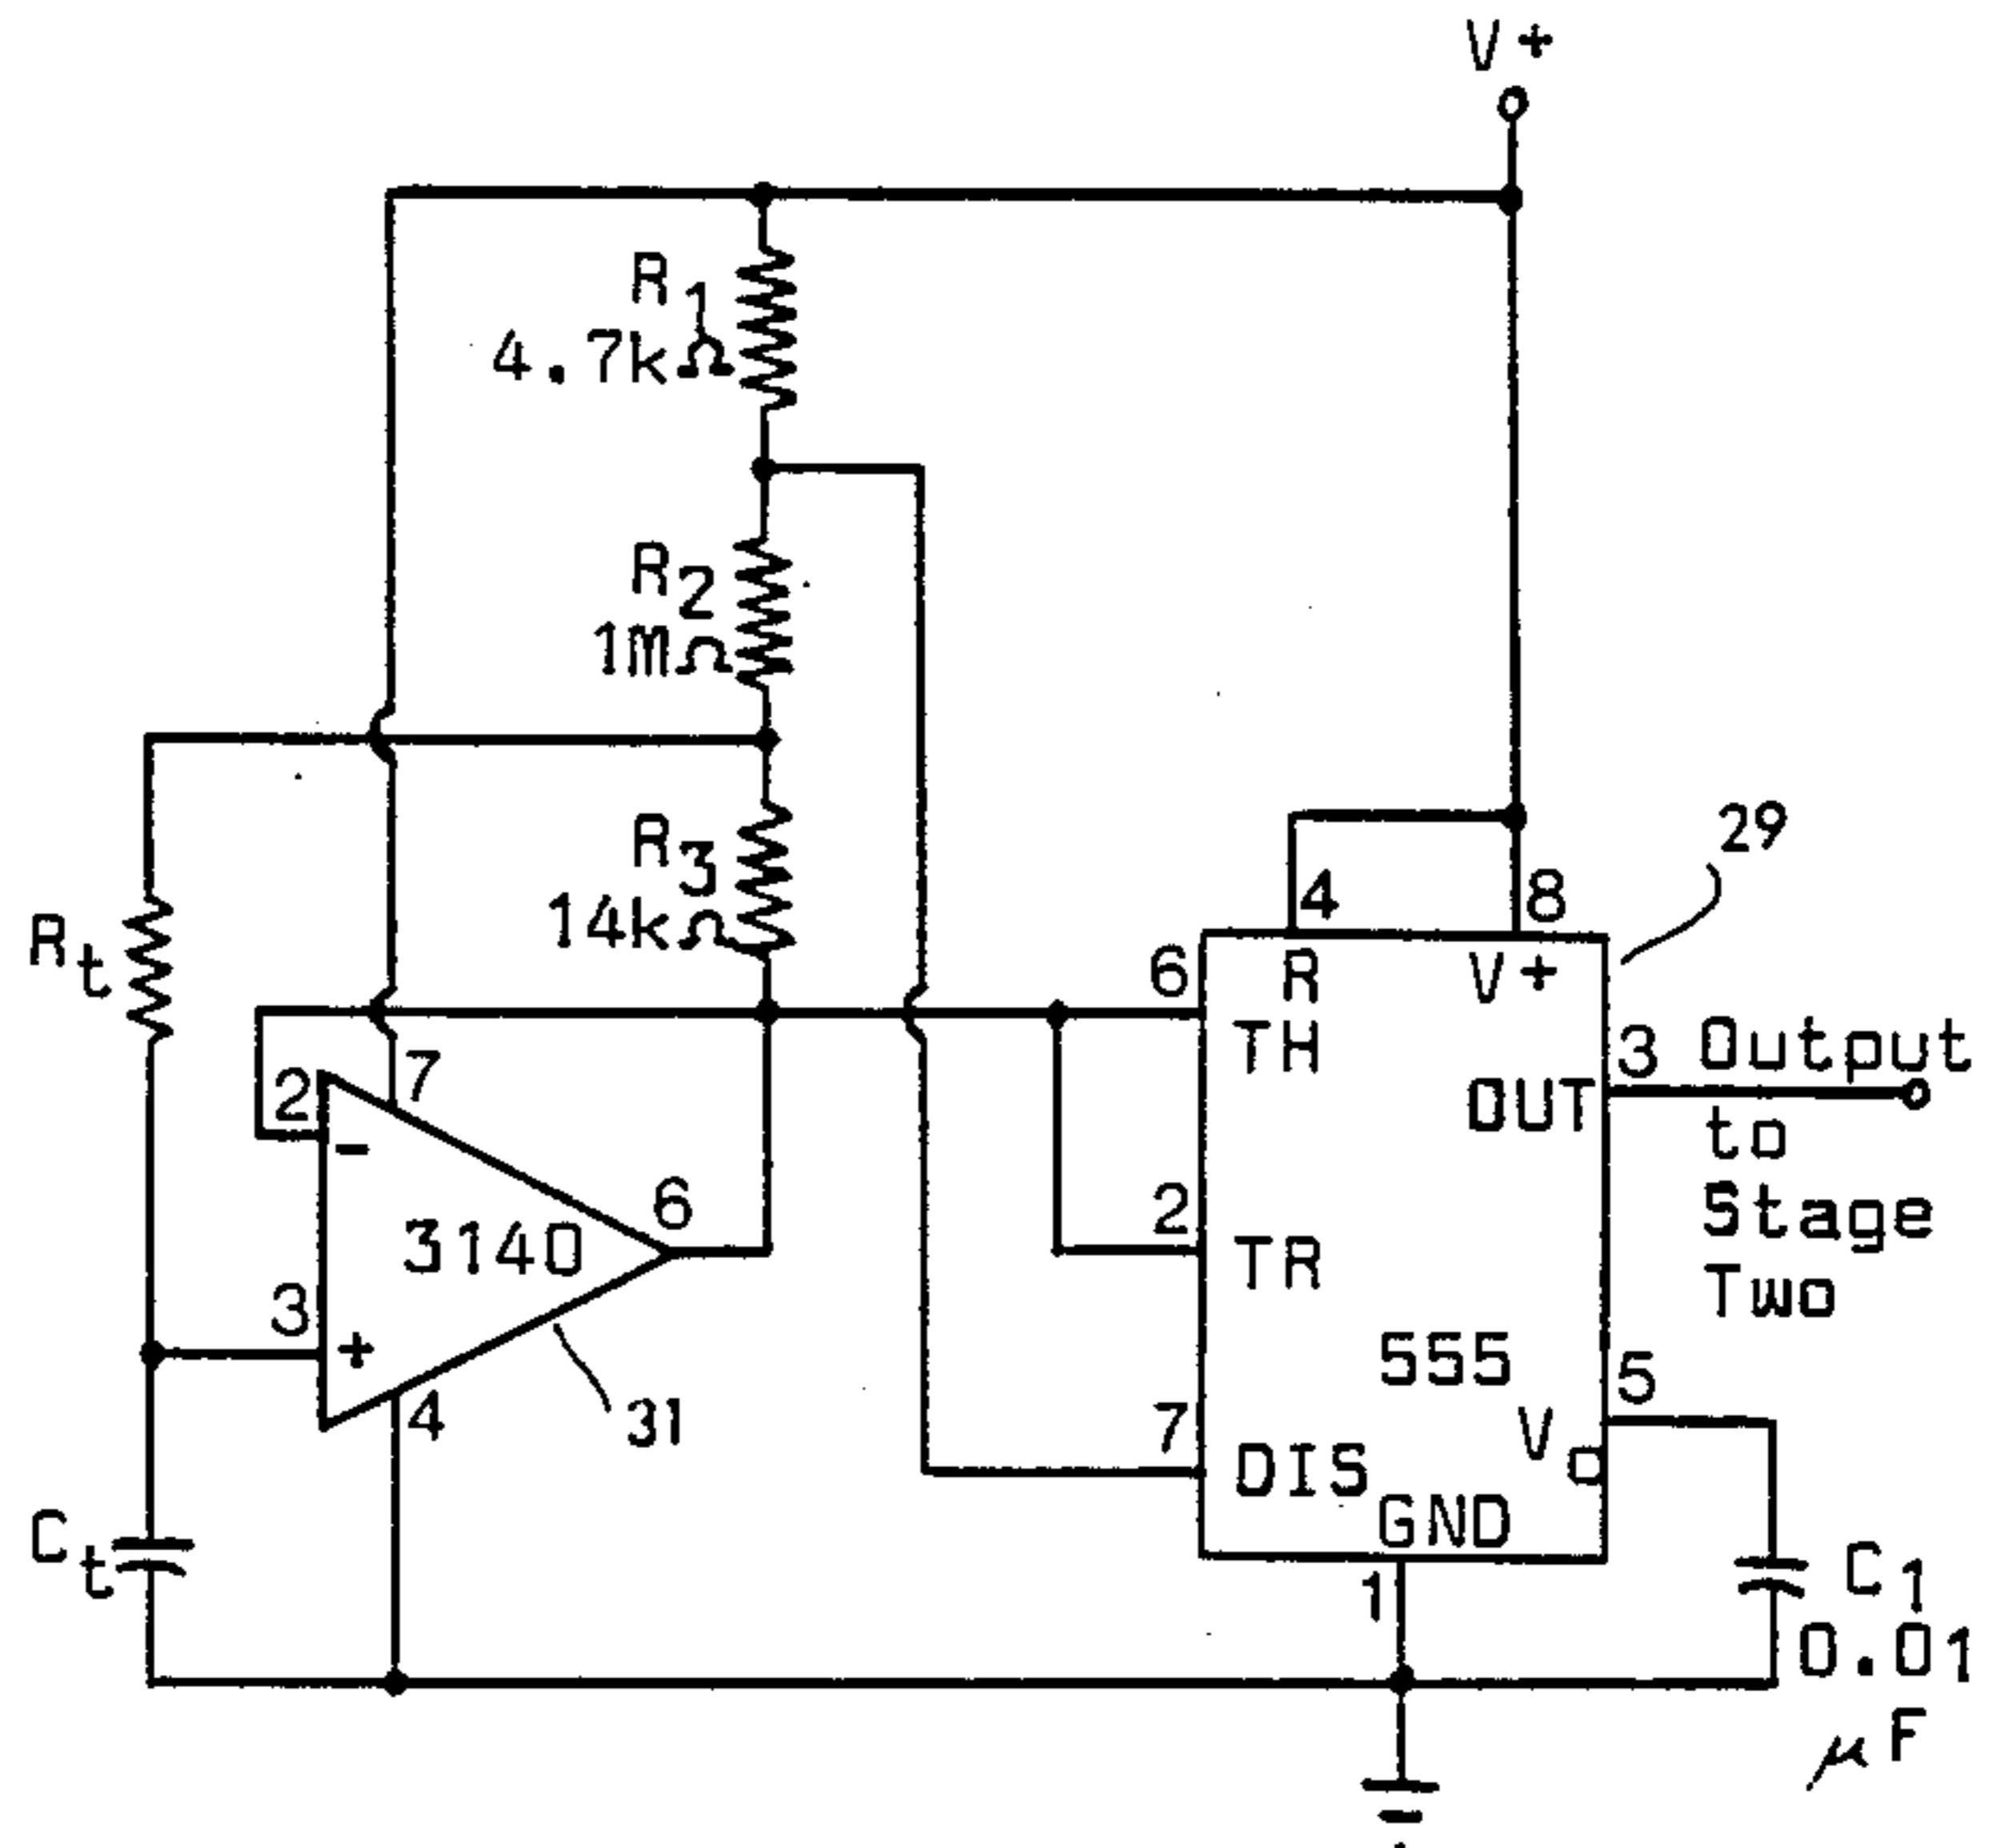 V+
R1
4.7kΩ
R2
1MΩ
R3
14kΩ
Rt
29
4
8
6
R
V+
TH
3
Output
OUT
to
Stage
Two
2
7
-
6
3140
3
+
4
31
2
TR
555
5
7
DIS
Vo
GND
1
Ct
C1
0.01
μF